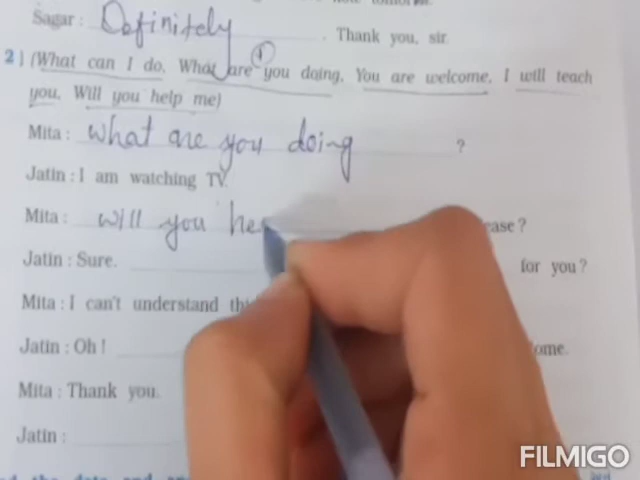 Sagar : Definitely . Thank you, sir.
2 ) (What can I do, What are you doing, You are welcome, I will teach
you, Will you help me)
Mita : What are you doing ?
Jatin : I am watching TV.
Mita : will you he ease?
Jatin : Sure. for you?
Mita : I can't understand thi
Jatin : Oh ! ome.
Mita : Thank you.
Jatin :
FILMIGO